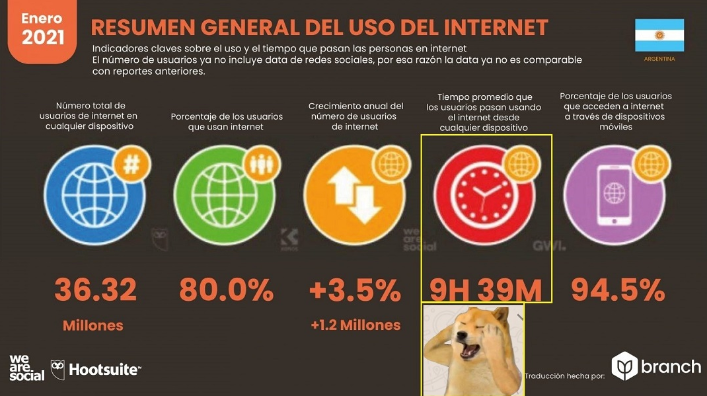 Enero
2021
RESUMEN GENERAL DEL USO DEL INTERNET
Indicadores claves sobre el uso y el tiempo que pasan las personas en internet
El número de usuarios ya no incluye data de redes sociales, por esa razón la data ya no es comparable
con reportes anteriores.
ARGENTINA
Número total de
usuarios de internet en
cualquier dispositivo
Porcentaje de los usuarios
que usan internet
Crecimiento anual del
número de usuarios
de internet
Tiempo promedio que
los usuarios pasan usando
el internet desde
cualquier dispositivo
Porcentaje de los usuarios
que acceden a internet
a través de dispositivos
móviles
#
we
are.
social
GWI.
36.32
Millones
80.0%
+3.5%
+1.2 Millones
9H 39M
94.5%
we
are.
social
Hootsuite™
Traducción hecha por:
branch